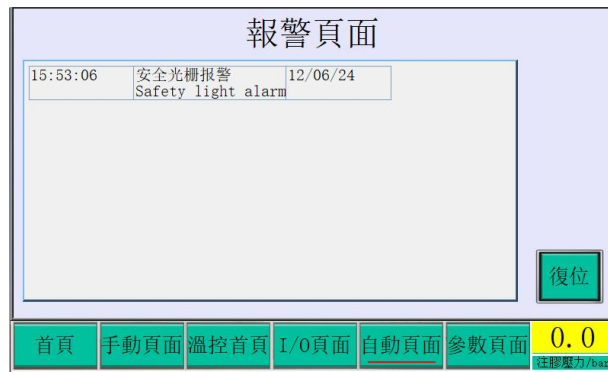 報警頁面
15:53:06 安全光栅报警 12/06/24
Safety light alarm
復位
首頁 手動頁面 溫控首頁 I/O頁面 自動頁面 參數頁面 0.0
注膠壓力/bar